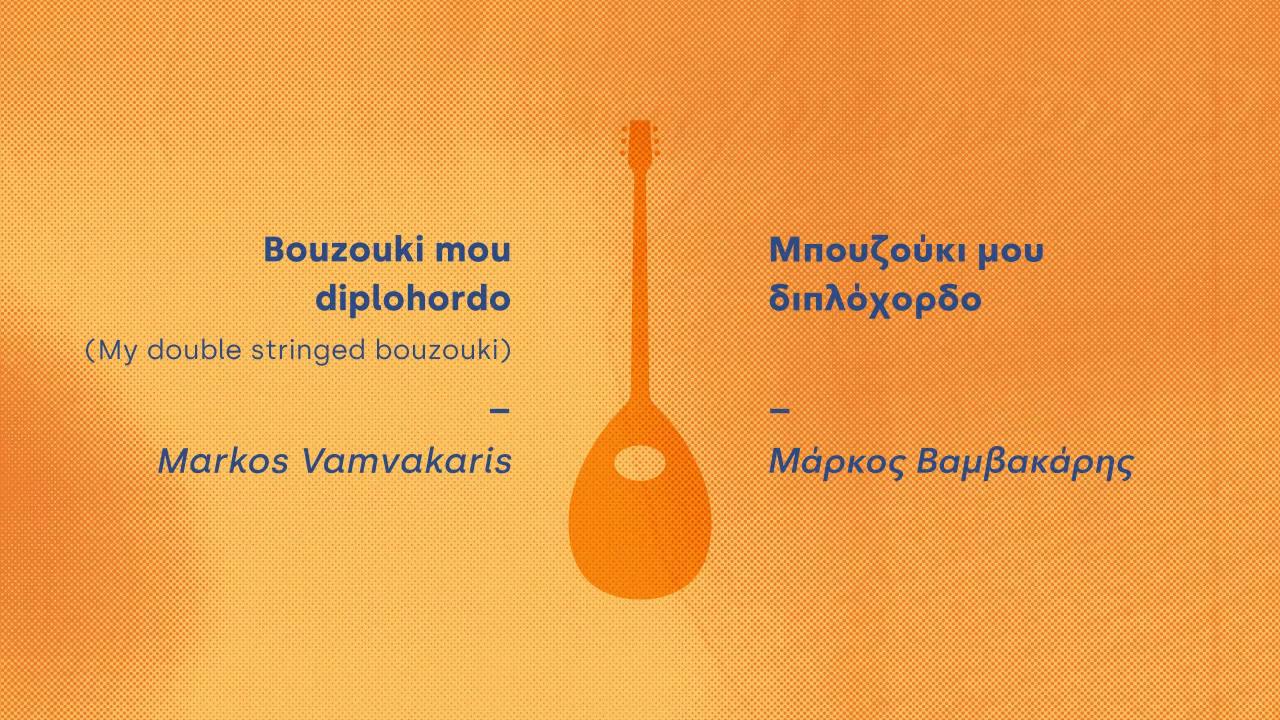 Bouzouki mou
diplohordo
(My double stringed bouzouki)
–
Markos Vamvakaris
Μπουζούκι μου
διπλόχορδο
–
Μάρκος Βαμβακάρης